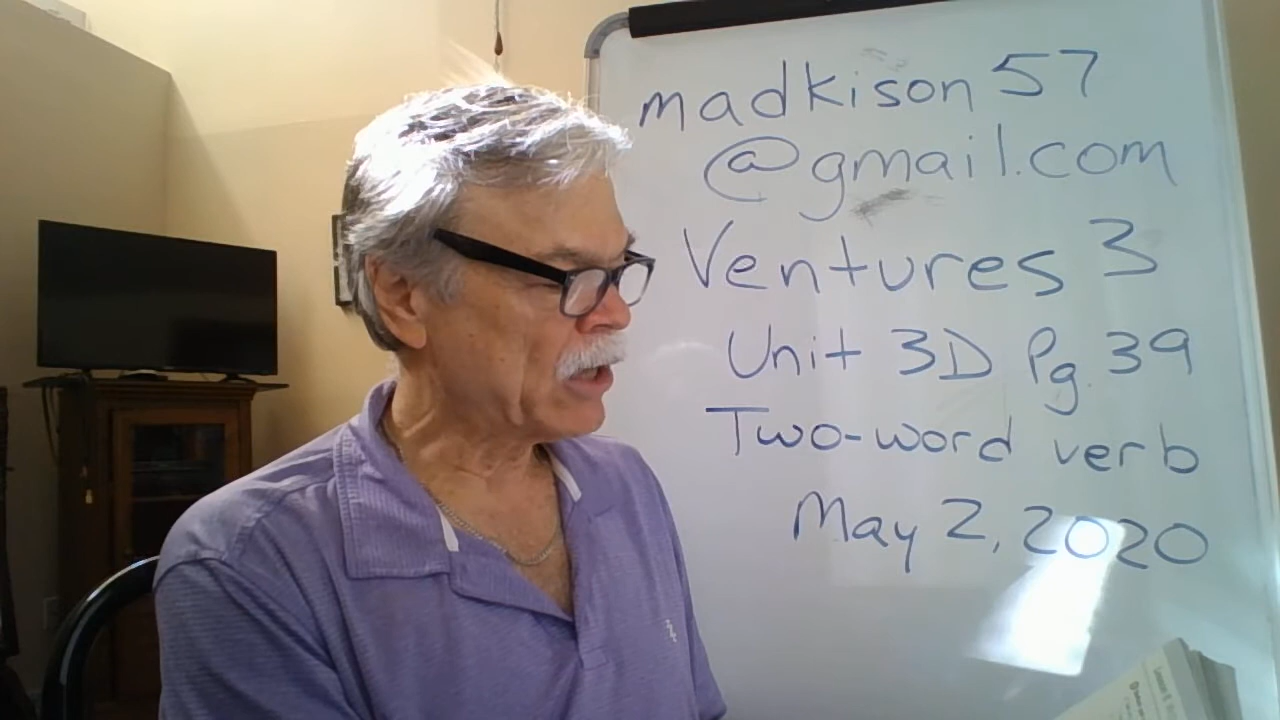 madkison57
@gmail.com
Ventures 3
Unit 3D Pg. 39
Two-word verb
May 2, 2020